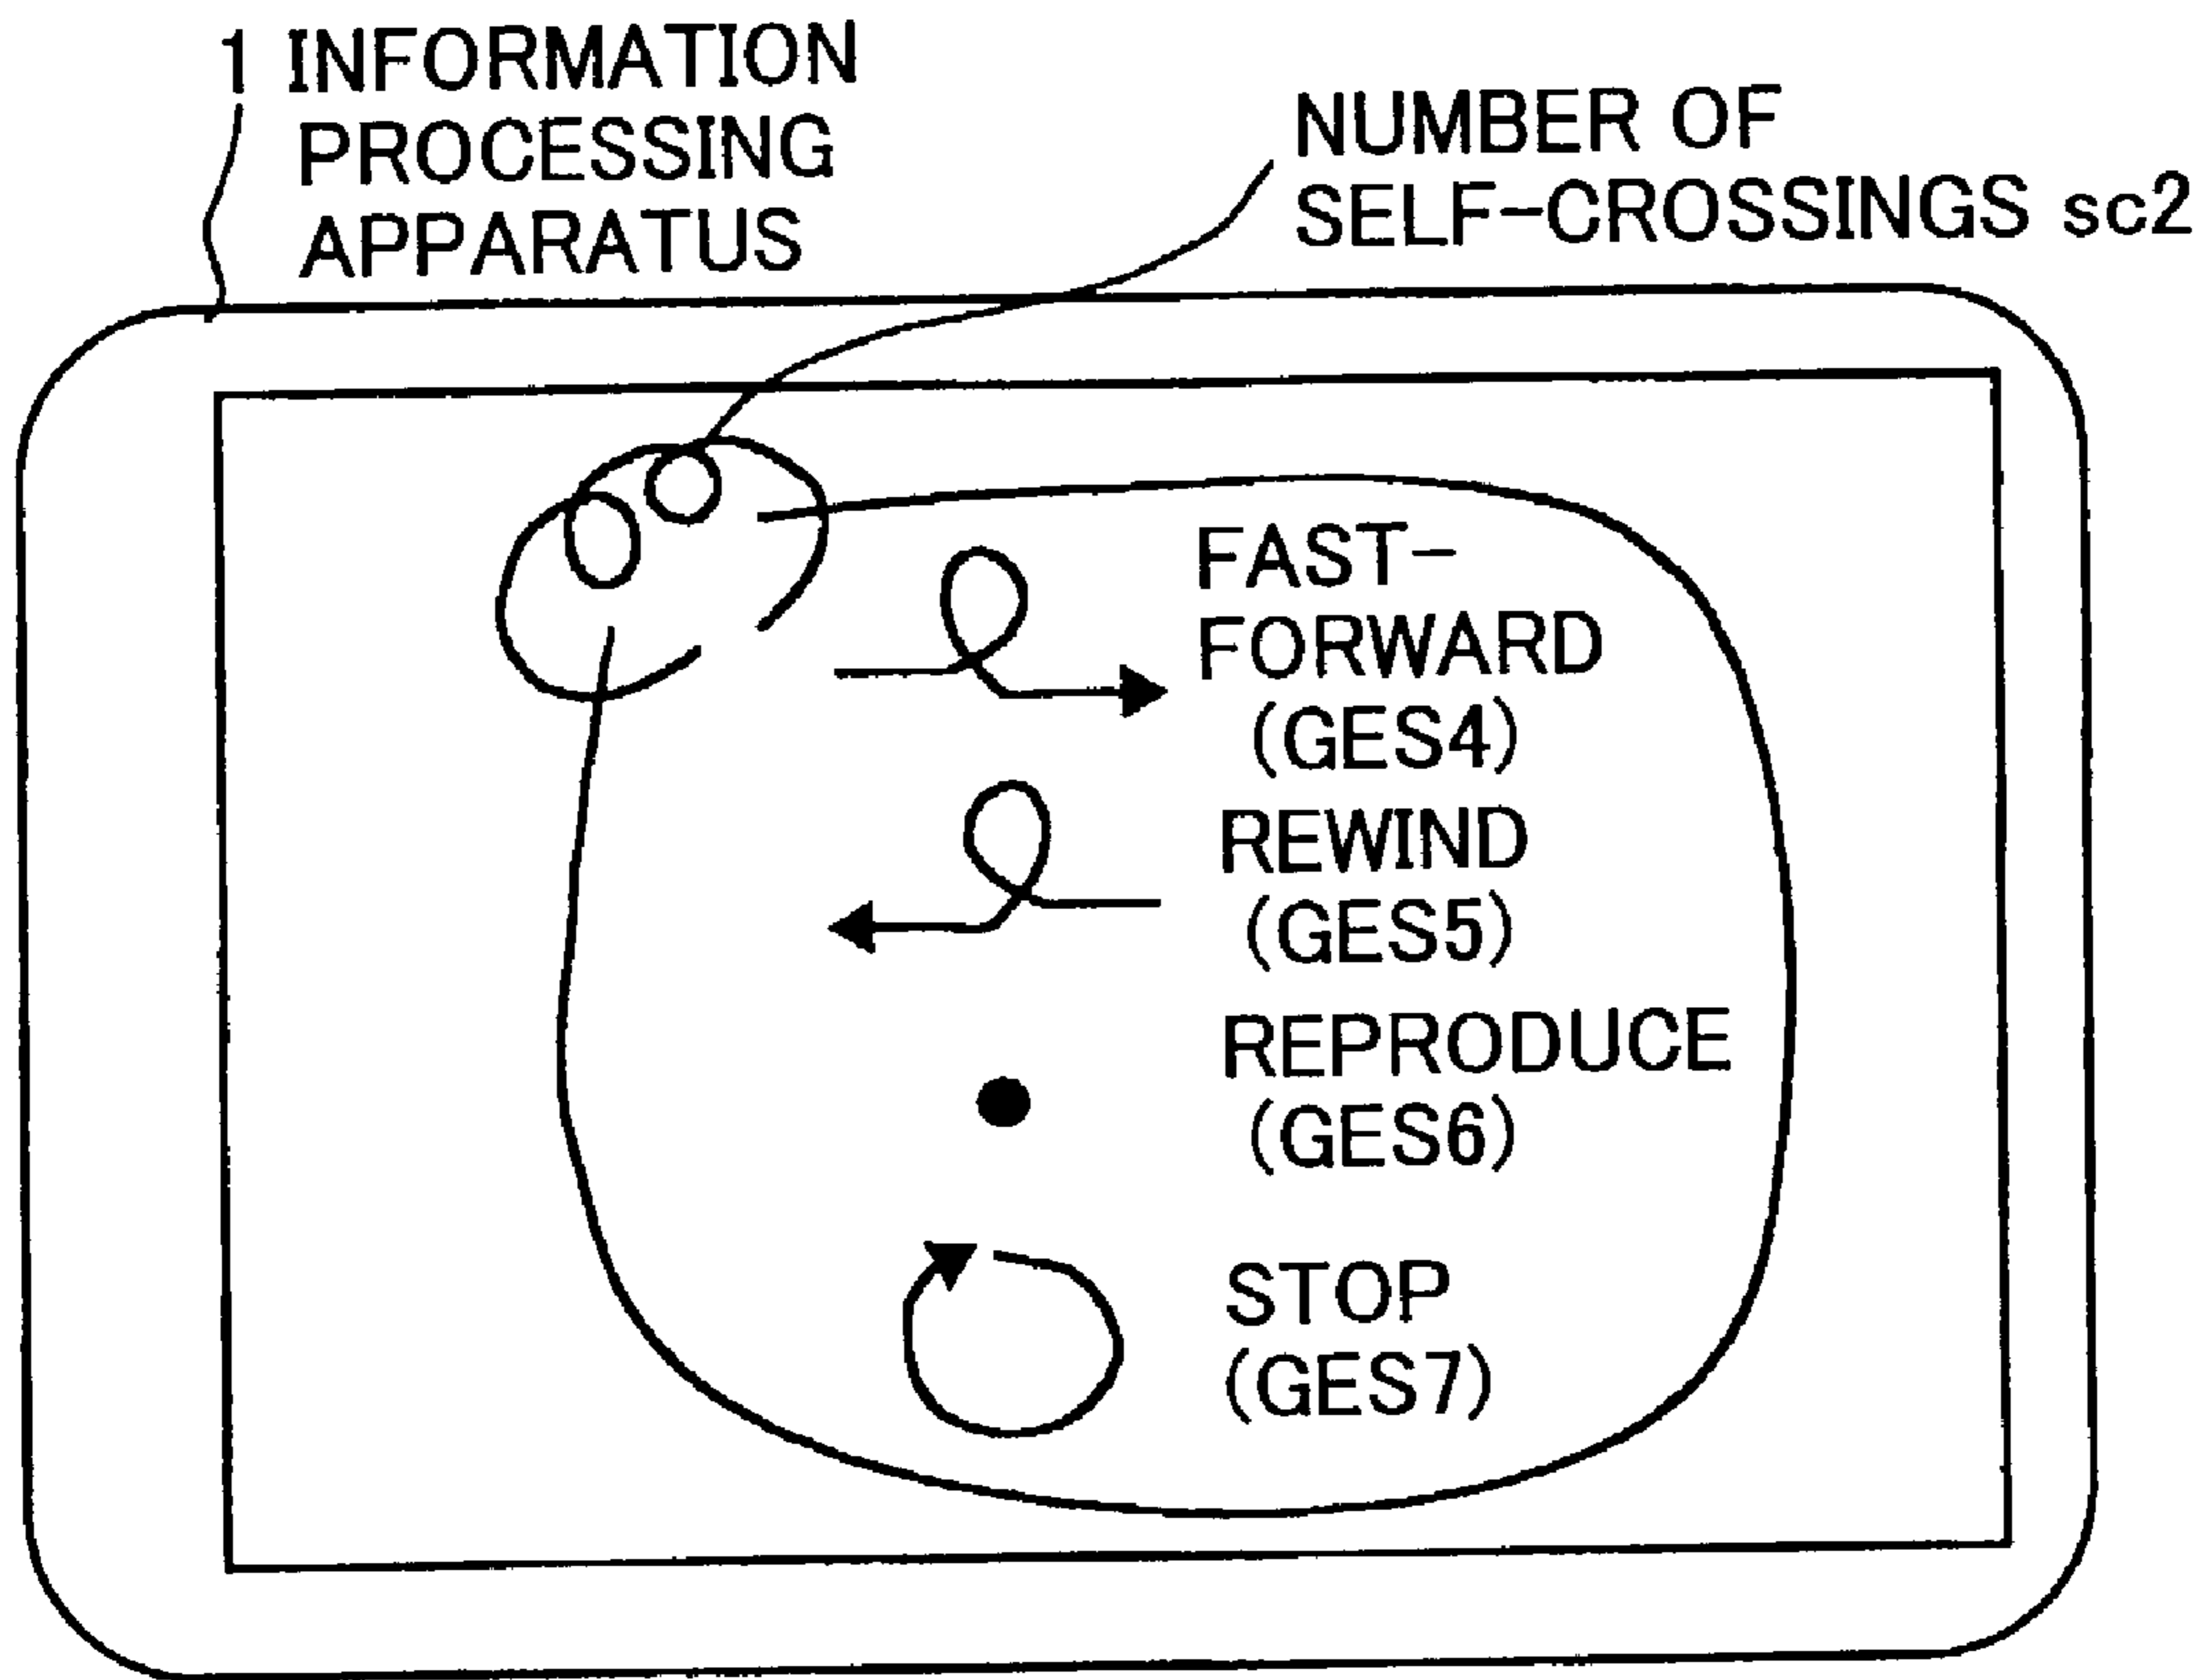 1 INFORMATION
PROCESSING
APPARATUS
NUMBER OF
SELF-CROSSINGS sc2
FAST-
FORWARD
(GES4)
REWIND
(GES5)
REPRODUCE
(GES6)
STOP
(GES7)